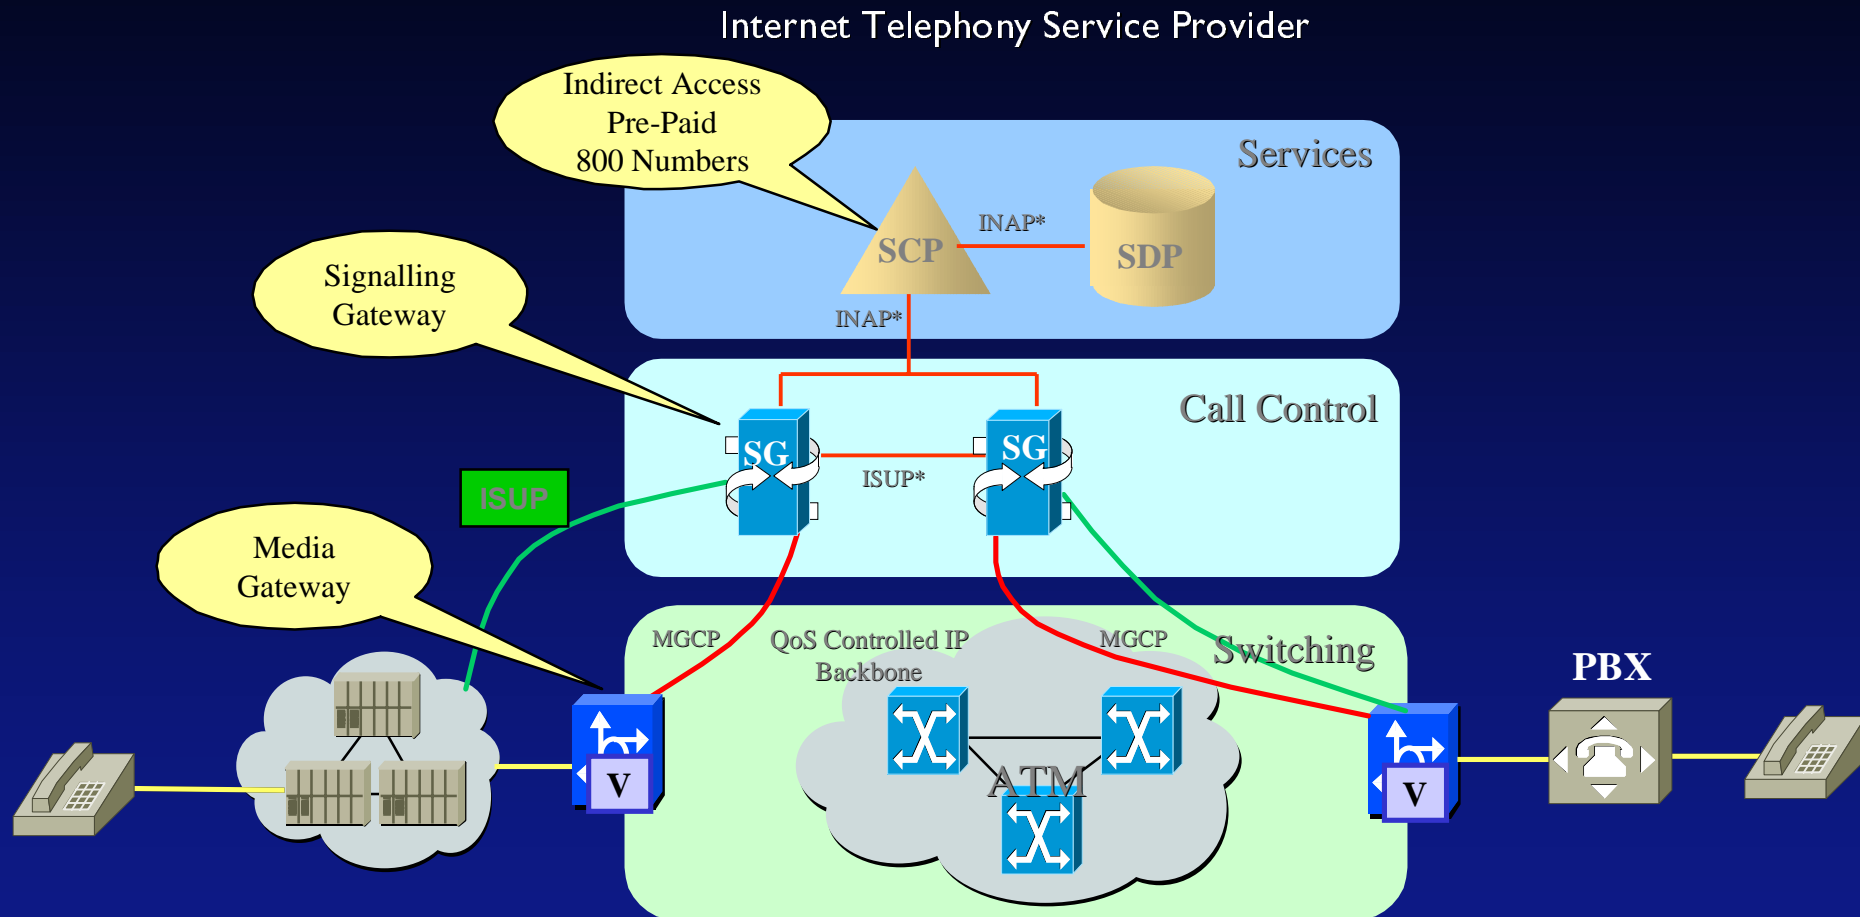 Internet Telephony Service Provider
Indirect Access
Pre-Paid
800 Numbers
Services
INAP*
SCP
SDP
Signalling
Gateway
INAP*
Call Control
SG
SG
ISUP*
ISUP
Media
Gateway
MGCP
QoS Controlled IP
Backbone
MGCP
Switching
PBX
ATM
V
V